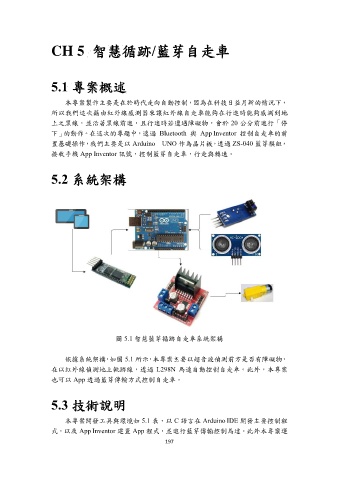 CH 5 智慧循跡/藍芽自走車
5.1 專案概述
本專案製作主要是在於時代走向自動控制，因為在科技日益月新的情況下，
所以我們這次藉由紅外線感測器來讓紅外線自走車能夠在行進時能夠感測到地
上之黑線，並沿著黑線前進，且行進時若遭遇障礙物，會於 20 公分前進行「停
下」的動作。在這次的專題中，透過 Bluetooth 與 App Inventor 控制自走車的前
置基礎操作，我們主要是以 Arduino UNO 作為晶片板，透過 ZS-040 藍芽模組，
接收手機 App Inventor 訊號，控制藍芽自走車，行走與轉速。
5.2 系統架構
圖 5.1 智慧藍芽循跡自走車系統架構
依據系統架構，如圖 5.1 所示，本專案主要以超音波偵測前方是否有障礙物，
在以紅外線偵測地上軌跡線，透過 L298N 馬達自動控制自走車。此外，本專案
也可以 App 透過藍芽傳輸方式控制自走車。
5.3 技術說明
本專案開發工具與環境如 5.1 表，以 C 語言在 Arduino IDE 開發主要控制程
式，以及 App Inventor 建置 App 程式，並進行藍芽傳輸控制馬達。此外本專案運
197